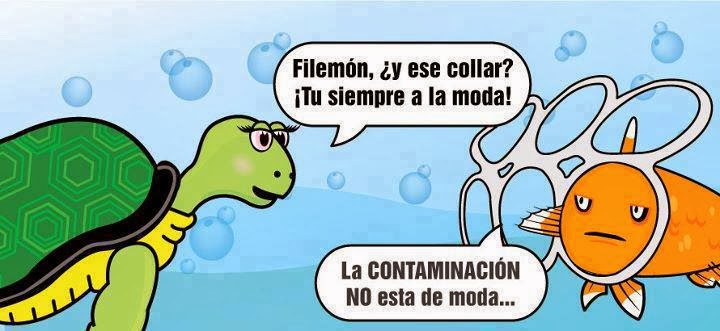 Filemón, ¿y ese collar?
¡Tu siempre a la moda!
La CONTAMINACIÓN
NO esta de moda...